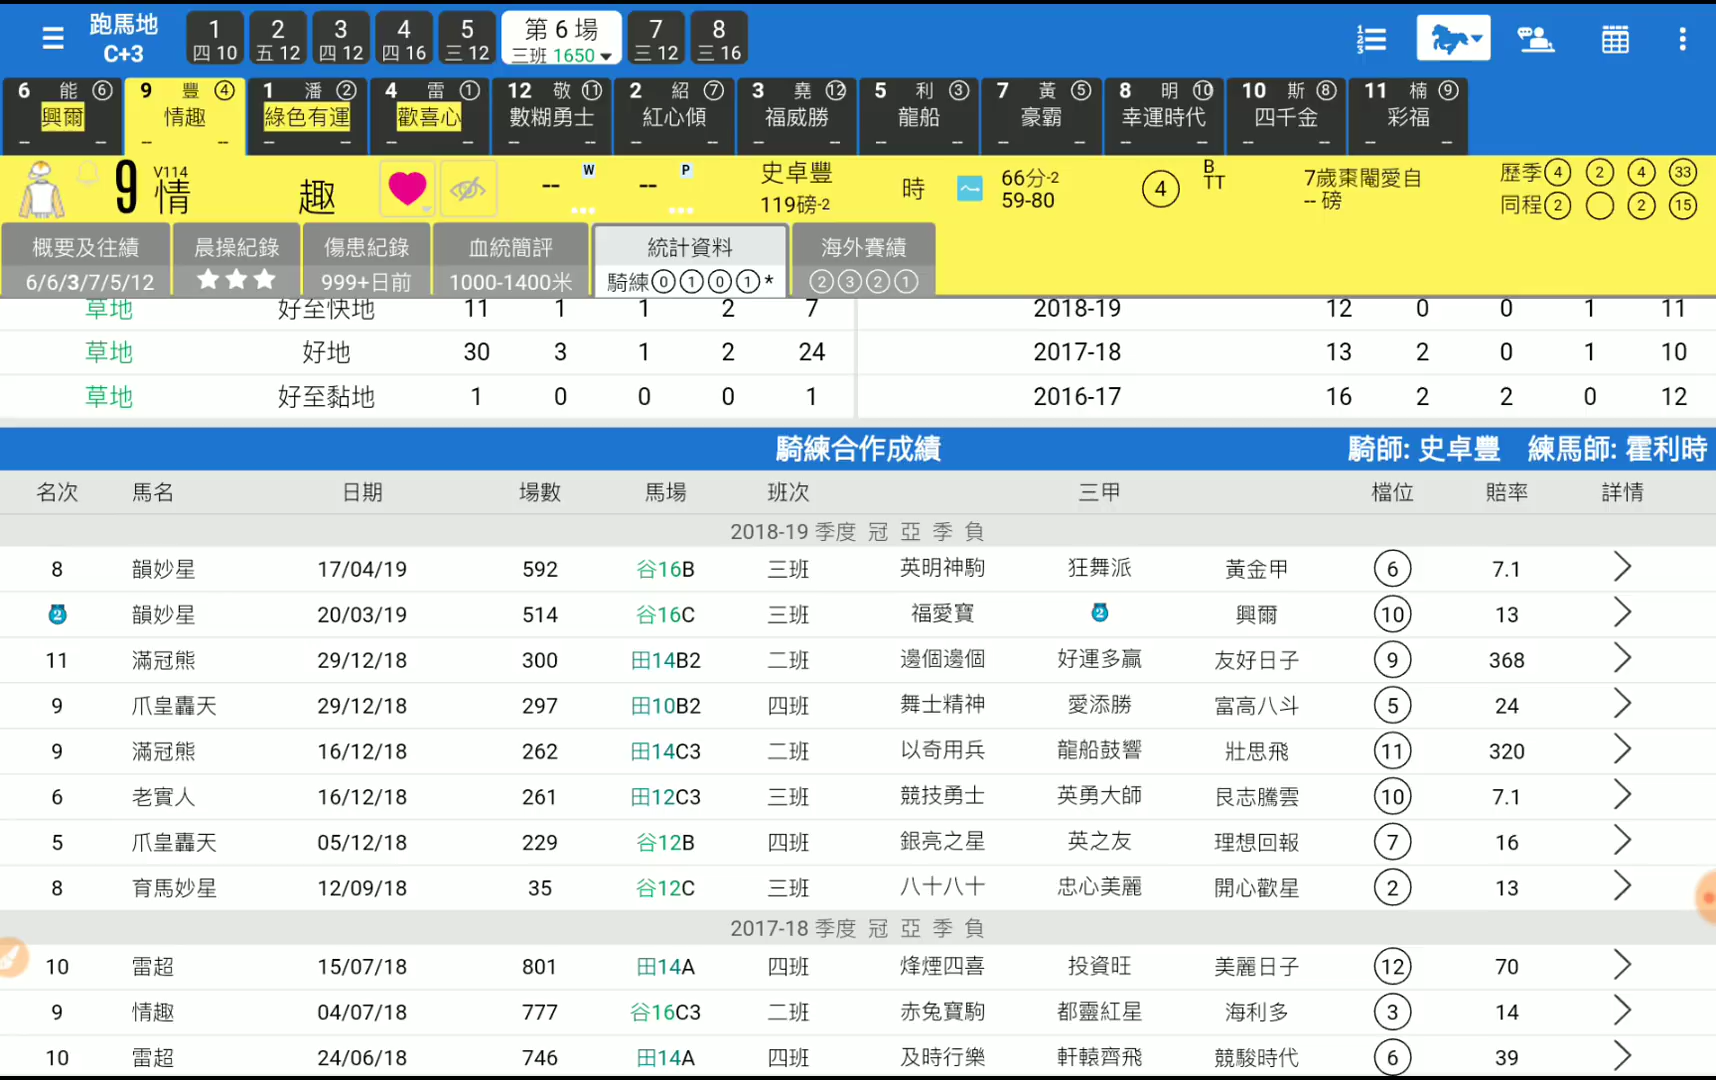 跑馬地
C+3
1 2 3 4 5 第 6 場 7 8
四 10 五 12 四 12 四 16 三 12 三班 1650 三 12 三 16
6 能 ⑥ 9 豐 ④ 1 潘 ② 4 雷 ① 12 敬 ⑪ 2 紹 ⑦ 3 堯 ⑫ 5 利 ③ 7 黃 ⑤ 8 明 ⑩ 10 斯 ⑧ 11 楠 ⑨
興爾 情趣 綠色有運 歡喜心 數糊勇士 紅心傾 福威勝 龍船 豪霸 幸運時代 四千金 彩福
-- -- -- -- -- -- -- -- -- -- -- -- -- -- -- -- -- -- -- -- -- -- -- --
9 V114 情趣 -- W -- P 史卓豐 時 66分-2 ④ B TT 7歲棗閹愛自 歷季 ④ ② ④ ㉝
119磅-2 59-80 -- 磅 同程 ② ○ ② ⑮
概要及往績 晨操紀錄 傷患紀錄 血統簡評 統計資料 海外賽績
6/6/3/7/5/12 ★★★ 999+日前 1000-1400米 騎練⓪①⓪①* ②③②①
草地 好至快地 11 1 1 2 7 2018-19 12 0 0 1 11
草地 好地 30 3 1 2 24 2017-18 13 2 0 1 10
草地 好至黏地 1 0 0 0 1 2016-17 16 2 2 0 12
騎練合作成績 騎師: 史卓豐 練馬師: 霍利時
名次 馬名 日期 場數 馬場 班次 三甲 檔位 賠率 詳情
2018-19 季度 冠 亞 季 負
8 韻妙星 17/04/19 592 谷16B 三班 英明神駒 狂舞派 黃金甲 ⑥ 7.1
2 韻妙星 20/03/19 514 谷16C 三班 福愛寶 2 興爾 ⑩ 13
11 滿冠熊 29/12/18 300 田14B2 二班 邊個邊個 好運多贏 友好日子 ⑨ 368
9 爪皇轟天 29/12/18 297 田10B2 四班 舞士精神 愛添勝 富高八斗 ⑤ 24
9 滿冠熊 16/12/18 262 田14C3 二班 以奇用兵 龍船鼓響 壯思飛 ⑪ 320
6 老實人 16/12/18 261 田12C3 三班 競技勇士 英勇大師 艮志騰雲 ⑩ 7.1
5 爪皇轟天 05/12/18 229 谷12B 四班 銀亮之星 英之友 理想回報 ⑦ 16
8 育馬妙星 12/09/18 35 谷12C 三班 八十八十 忠心美麗 開心歡星 ② 13
2017-18 季度 冠 亞 季 負
10 雷超 15/07/18 801 田14A 四班 烽煙四喜 投資旺 美麗日子 ⑫ 70
9 情趣 04/07/18 777 谷16C3 二班 赤兔寶駒 都靈紅星 海利多 ③ 14
10 雷超 24/06/18 746 田14A 四班 及時行樂 軒轅齊飛 競駿時代 ⑥ 39